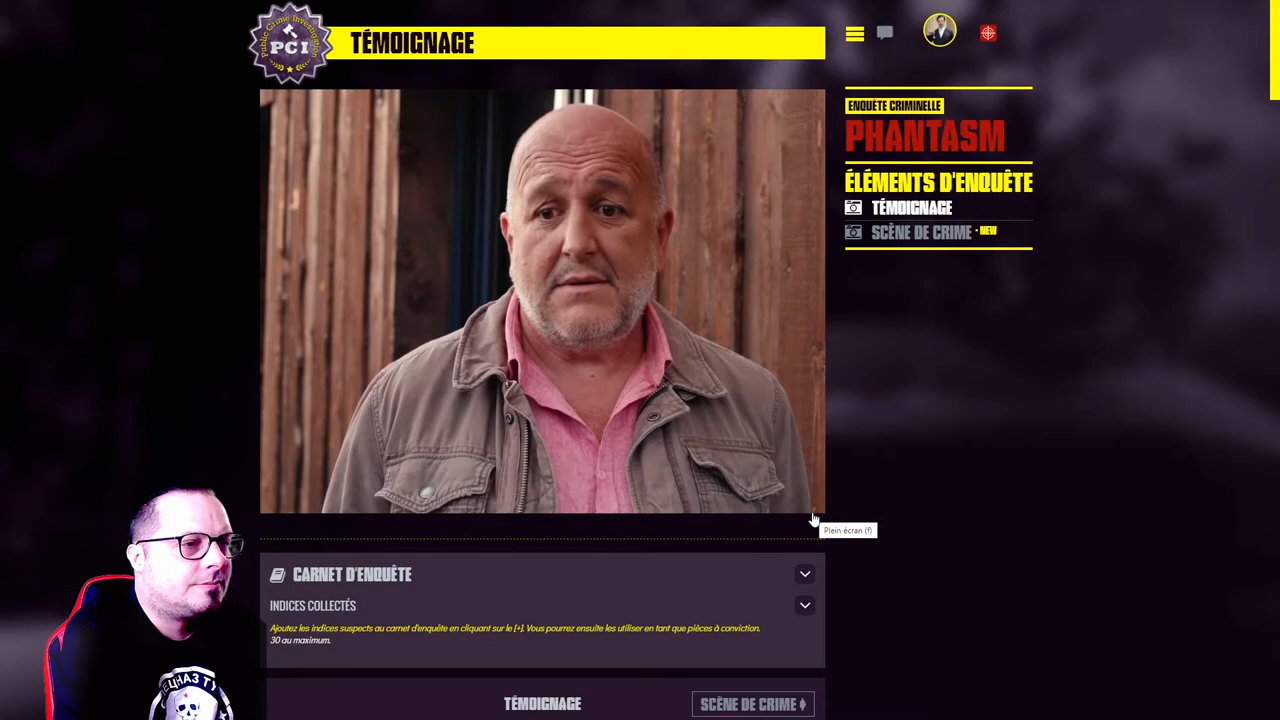 Public Crime Investigation
PCI
TÉMOIGNAGE
ENQUÊTE CRIMINELLE
PHANTASM
ÉLÉMENTS D'ENQUÊTE
TÉMOIGNAGE
SCÈNE DE CRIME - NEW
Plein écran (f)
CARNET D'ENQUÊTE
INDICES COLLECTÉS
Ajoutez les indices suspects au carnet d'enquête en cliquant sur le [+]. Vous pourrez ensuite les utiliser en tant que pièces à conviction.
30 au maximum.
TÉMOIGNAGE
SCÈNE DE CRIME